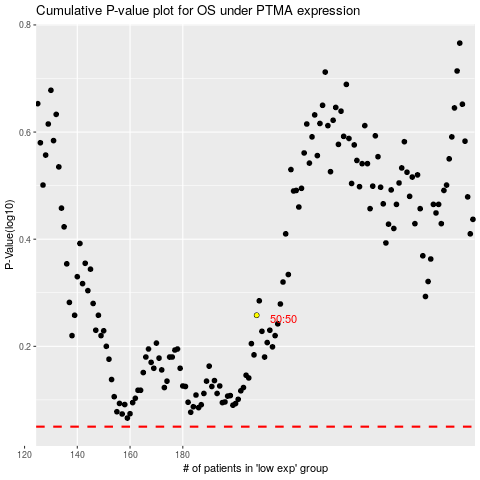 Cumulative P-value plot for OS under PTMA expression
P-Value(log10)
0.8
0.6
0.4
0.2
50:50
120 140 160 180
# of patients in 'low exp' group